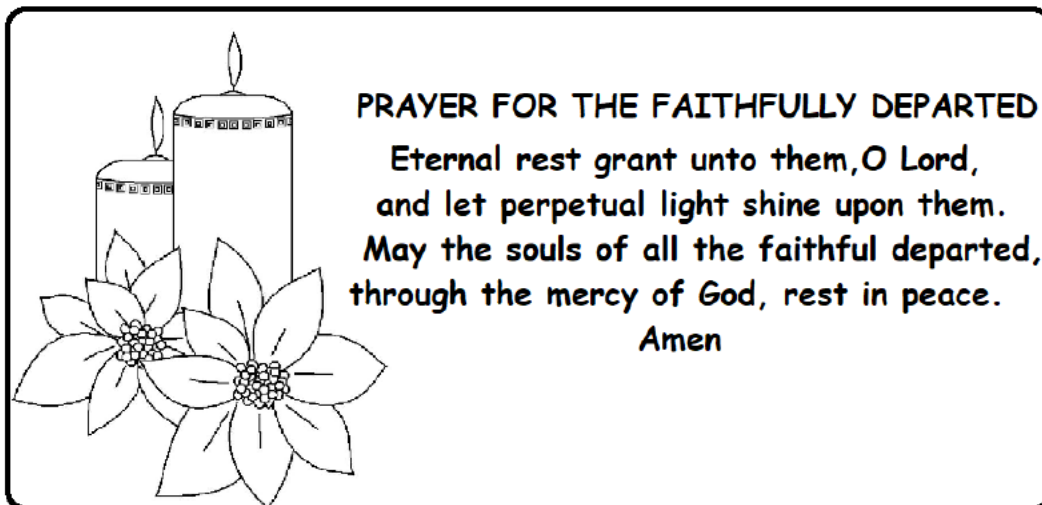 PRAYER FOR THE FAITHFULLY DEPARTED
Eternal rest grant unto them,O Lord,
and let perpetual light shine upon them.
May the souls of all the faithful departed,
through the mercy of God, rest in peace.
Amen